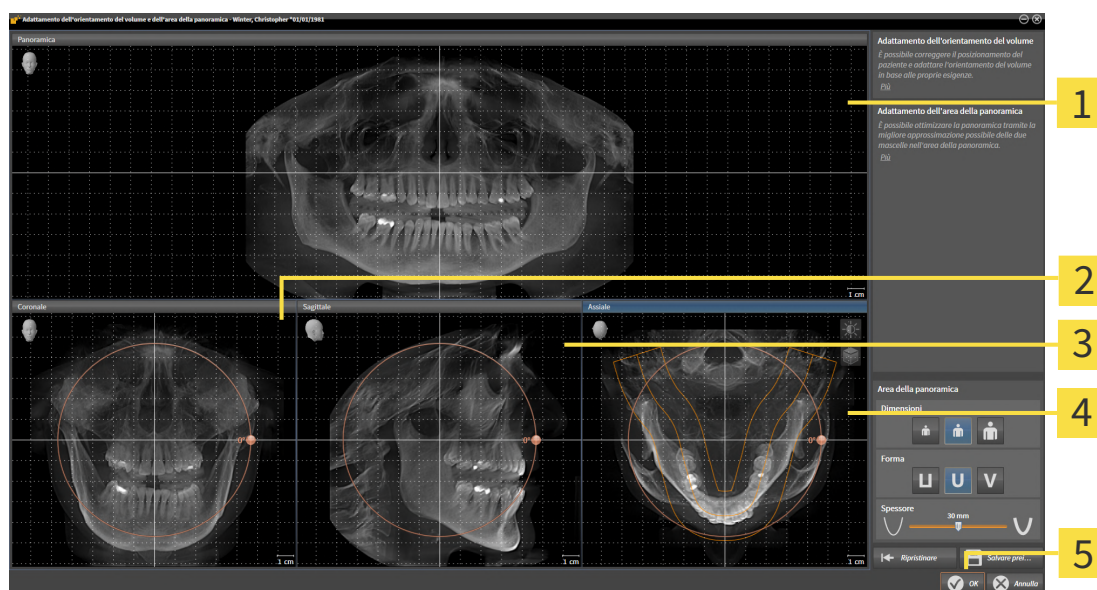 Adattamento dell'orientamento del volume e dell'area della panoramica - Winter, Christopher *01/01/1981
Panoramica
1 cm
Adattamento dell'orientamento del volume
È possibile correggere il posizionamento del
paziente e adattare l'orientamento del volume
in base alle proprie esigenze.
Più
Adattamento dell'area della panoramica
È possibile ottimizzare la panoramica tramite la
migliore approssimazione possibile delle due
mascelle nell'area della panoramica.
Più
1
2
Coronale
0°
1 cm
Sagittale
0°
1 cm
Assiale
0°
1 cm
3
Area della panoramica
Dimensioni
4
Forma
U
V
Spessore
30 mm
Ripristinare
Salvare prei...
5
OK
Annulla